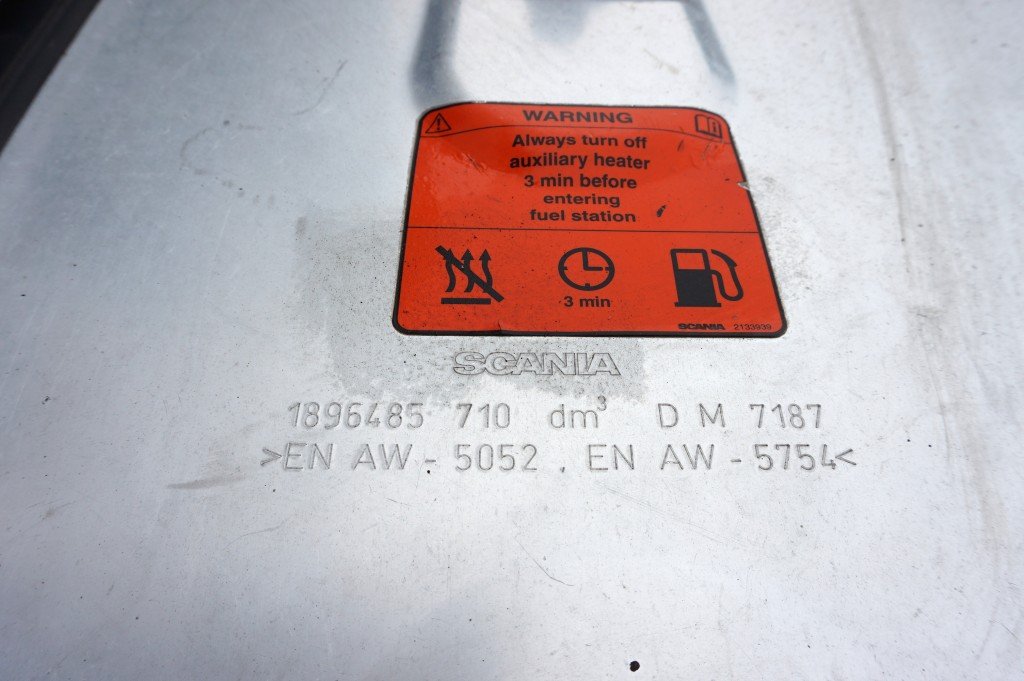 WARNING
Always turn off
auxiliary heater
3 min before
entering
fuel station
3 min
SCANIA 2133939
SCANIA
1896485 710 dm³ D M 7187
>EN AW - 5052 . EN AW - 5754<